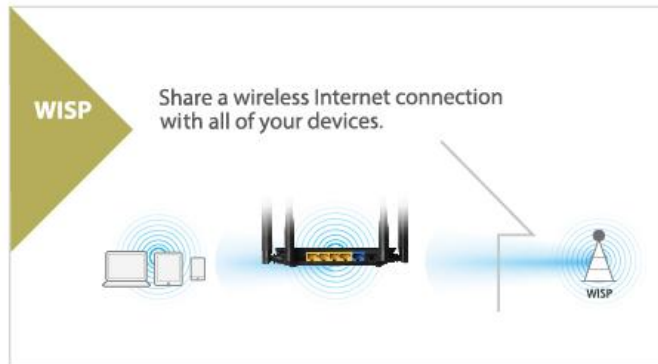 WISP
Share a wireless Internet connection
with all of your devices.
WISP